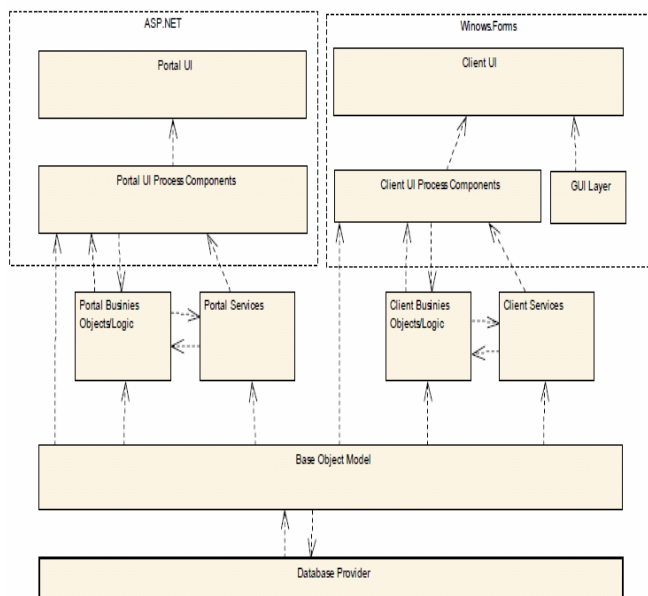 ASP.NET
Winows.Forms
Portal UI
Client UI
Portal UI Process Components
Client UI Process Components
GUI Layer
Portal Businies
Objects/Logic
Portal Services
Client Businies
Objects/Logic
Client Services
Base Object Model
Database Provider